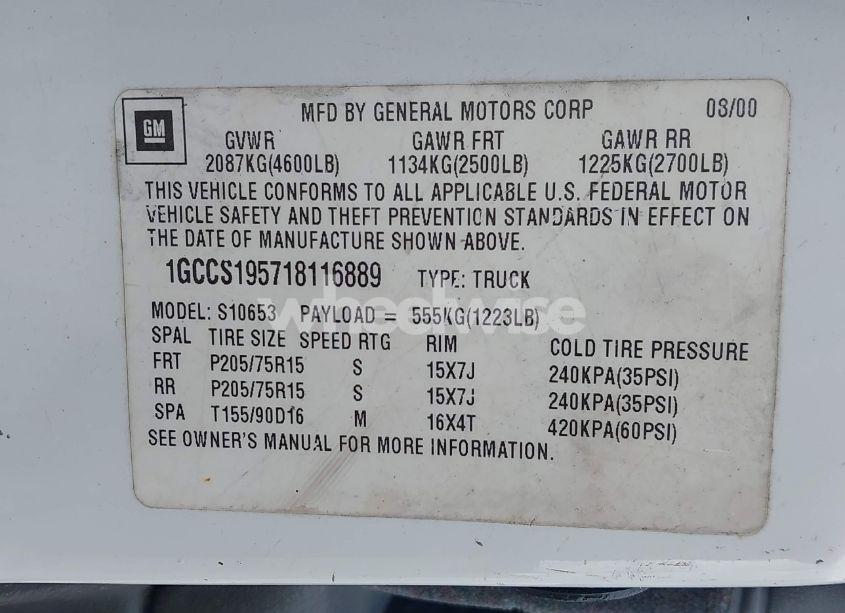 GM
MFD BY GENERAL MOTORS CORP 08/00
GVWR GAWR FRT GAWR RR
2087KG(4600LB) 1134KG(2500LB) 1225KG(2700LB)
THIS VEHICLE CONFORMS TO ALL APPLICABLE U.S. FEDERAL MOTOR
VEHICLE SAFETY AND THEFT PREVENTION STANDARDS IN EFFECT ON
THE DATE OF MANUFACTURE SHOWN ABOVE.
1GCCS195718116889 TYPE: TRUCK
MODEL: S10653 PAYLOAD = 555KG(1223LB)
wheelwise
SPAL TIRE SIZE SPEED RTG RIM COLD TIRE PRESSURE
FRT P205/75R15 S 15X7J 240KPA(35PSI)
RR P205/75R15 S 15X7J 240KPA(35PSI)
SPA T155/90D16 M 16X4T 420KPA(60PSI)
SEE OWNER'S MANUAL FOR MORE INFORMATION.